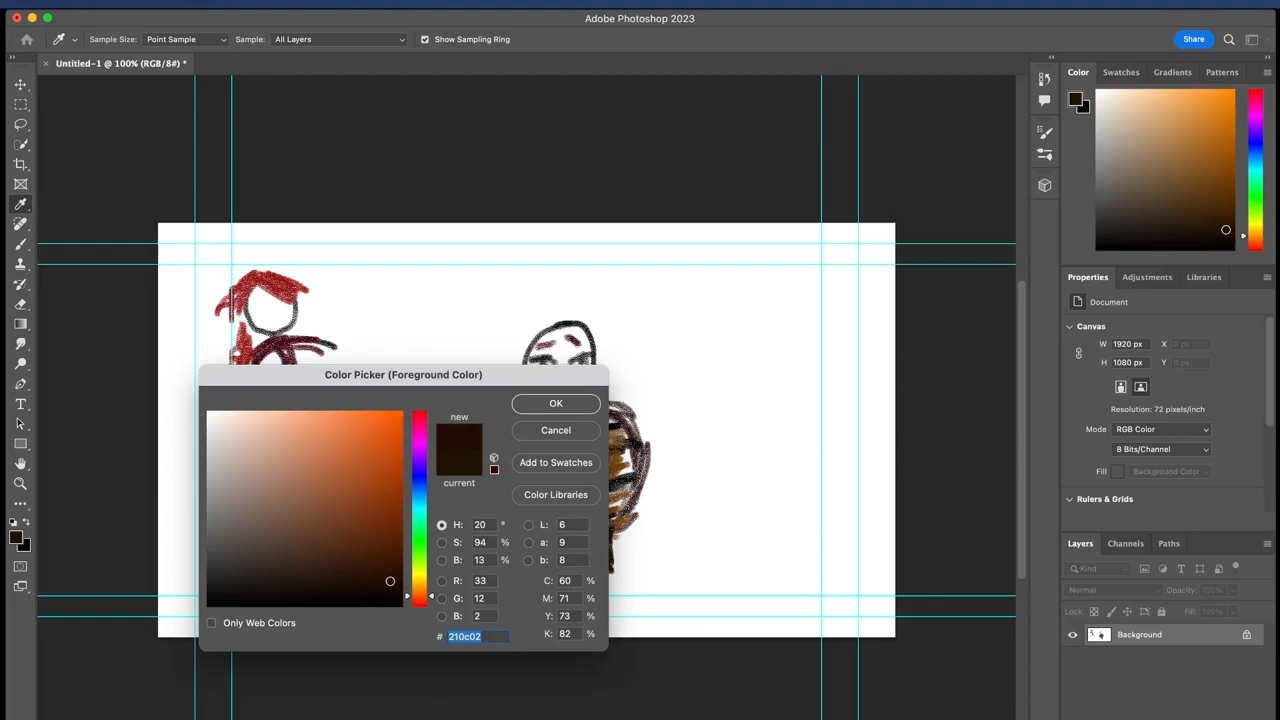 Adobe Photoshop 2023
Sample Size: Point Sample Sample: All Layers Show Sampling Ring Share
Untitled-1 @ 100% (RGB/8#) *
Color Swatches Gradients Patterns
Properties Adjustments Libraries
Document
Canvas
W 1920 px X 0 px
H 1080 px Y 0 px
Resolution: 72 pixels/inch
Mode RGB Color
8 Bits/Channel
Fill Background Color
Rulers & Grids
Layers Channels Paths
Kind
Normal Opacity: 100%
Lock: Fill: 100%
Background
Color Picker (Foreground Color)
new
current
OK
Cancel
Add to Swatches
Color Libraries
H: 20 ° L: 6
S: 94 % a: 9
B: 13 % b: 8
R: 33 C: 60 %
G: 12 M: 71 %
B: 2 Y: 73 %
# 210c02 K: 82 %
Only Web Colors